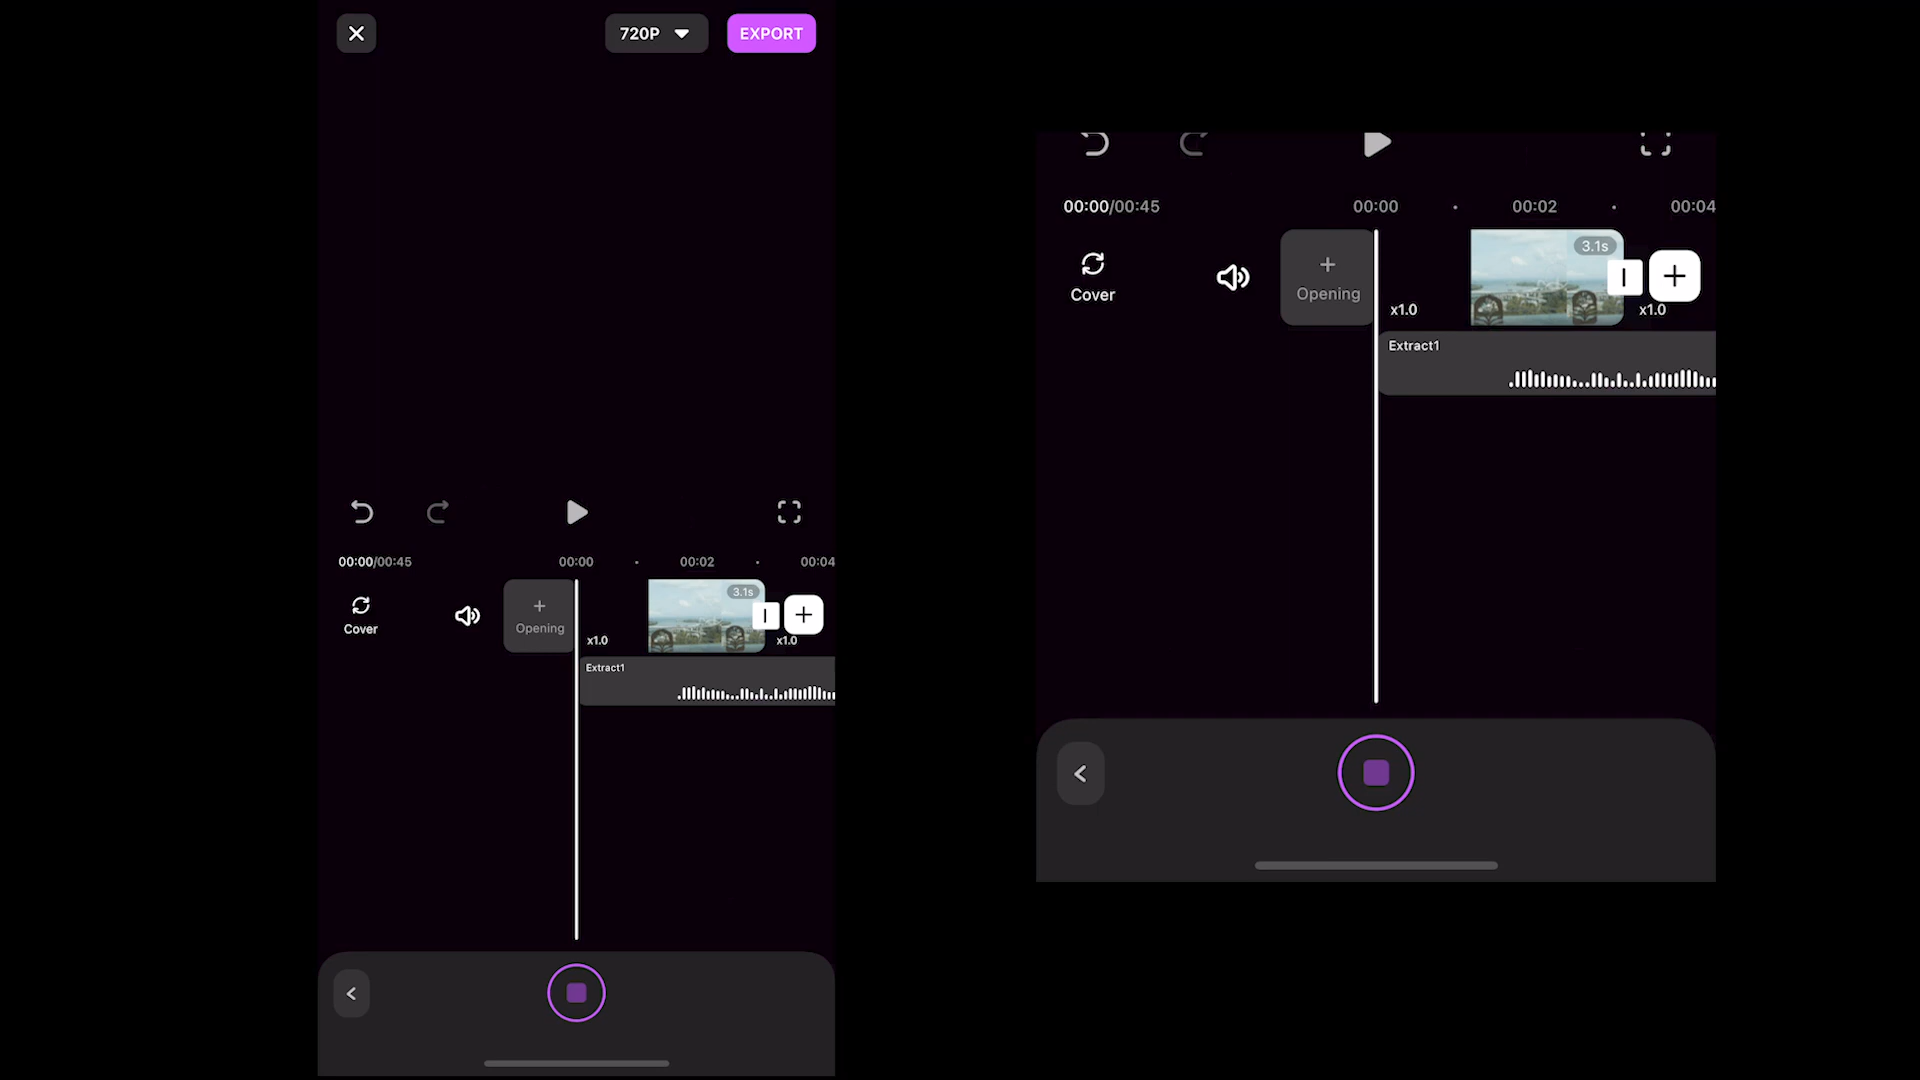 720P
EXPORT
00:00/00:45
00:00
00:02
00:04
Cover
Opening
3.1s
x1.0
x1.0
Extract1
00:00/00:45
00:00
00:02
00:04
Cover
Opening
3.1s
x1.0
x1.0
Extract1